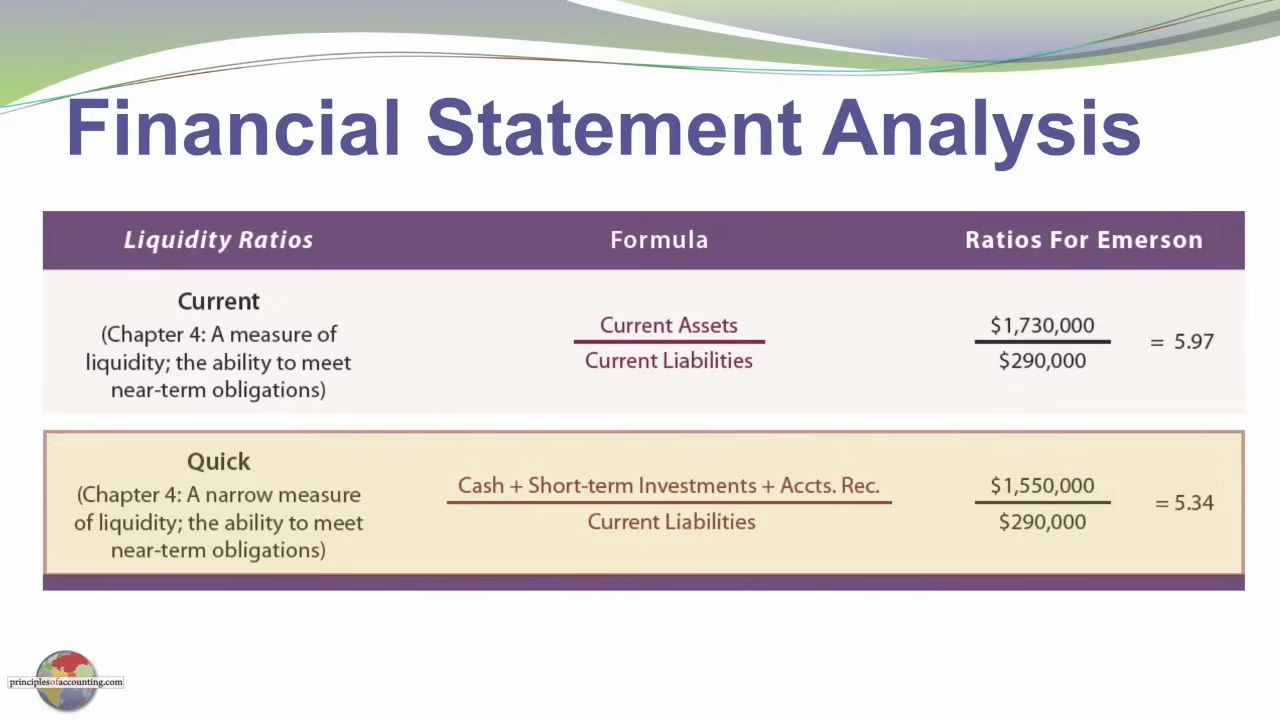 Financial Statement Analysis
Liquidity Ratios Formula Ratios For Emerson
Current
(Chapter 4: A measure of
liquidity; the ability to meet
near-term obligations)
Current Assets
Current Liabilities
$1,730,000
$290,000
= 5.97
Quick
(Chapter 4: A narrow measure
of liquidity; the ability to meet
near-term obligations)
Cash + Short-term Investments + Accts. Rec.
Current Liabilities
$1,550,000
$290,000
= 5.34
principlesofaccounting.com